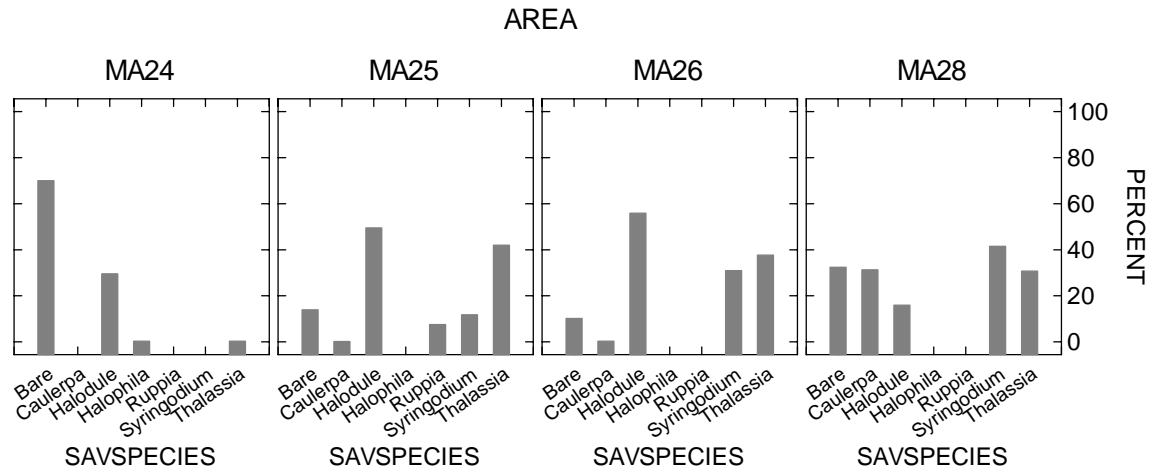 AREA
MA24 MA25 MA26 MA28
100
80
60
40
20
0
PERCENT
Bare Caulerpa Halodule Halophila Ruppia Syringodium Thalassia
Bare Caulerpa Halodule Halophila Ruppia Syringodium Thalassia
Bare Caulerpa Halodule Halophila Ruppia Syringodium Thalassia
Bare Caulerpa Halodule Halophila Ruppia Syringodium Thalassia
SAVSPECIES SAVSPECIES SAVSPECIES SAVSPECIES